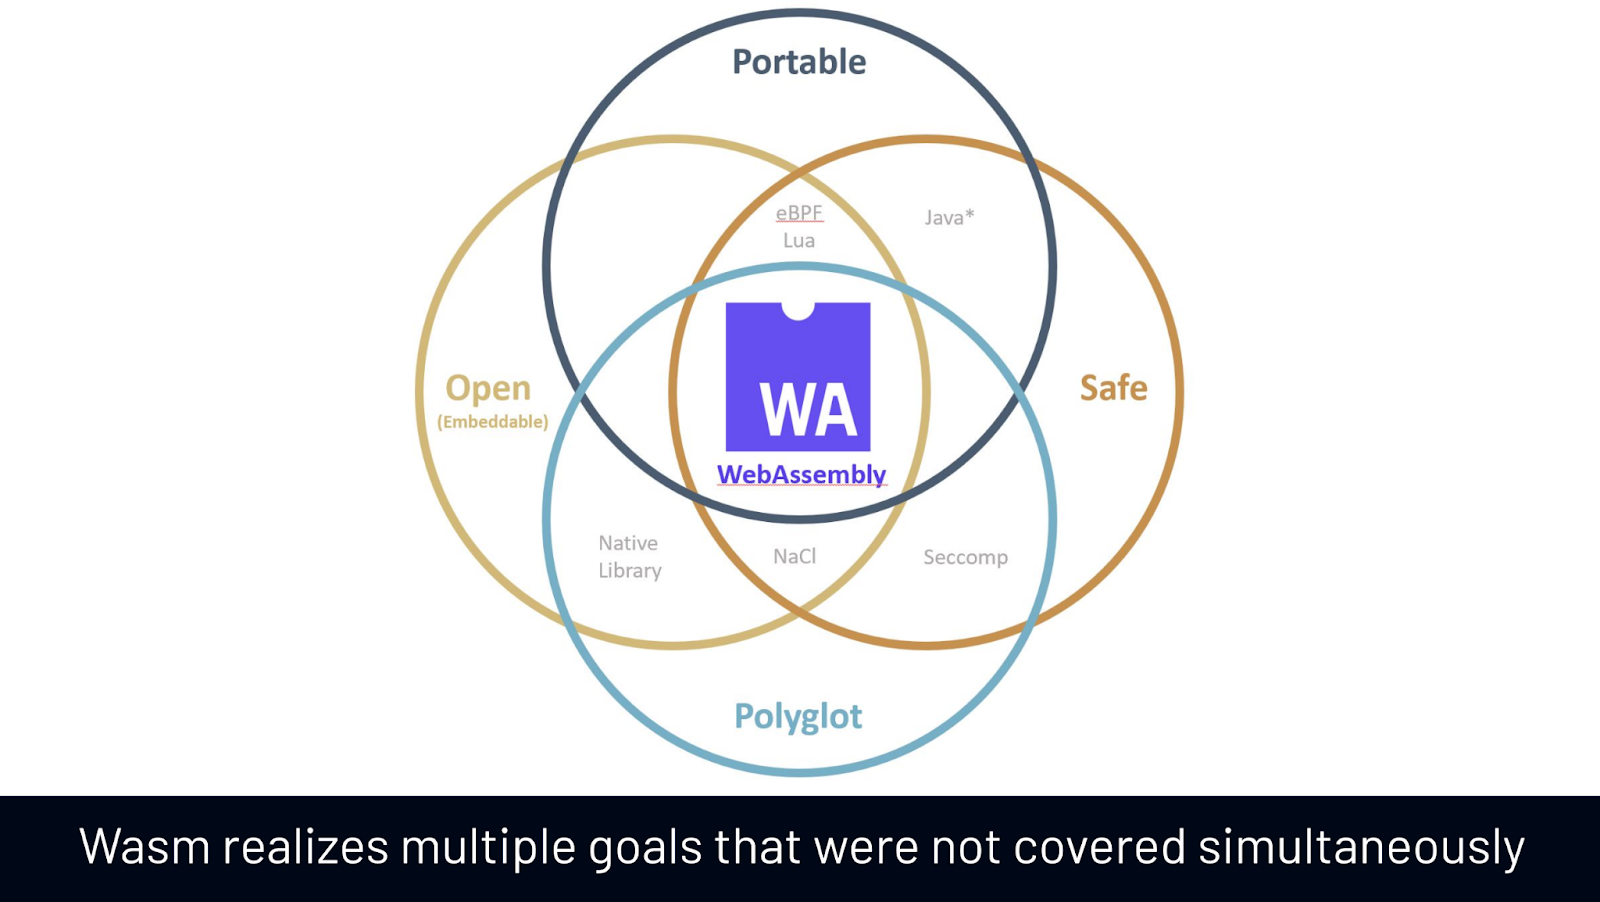 Portable
eBPF
Lua
Java*
Open
(Embeddable)
Safe
WA
WebAssembly
Native
Library
NaCl
Seccomp
Polyglot
Wasm realizes multiple goals that were not covered simultaneously